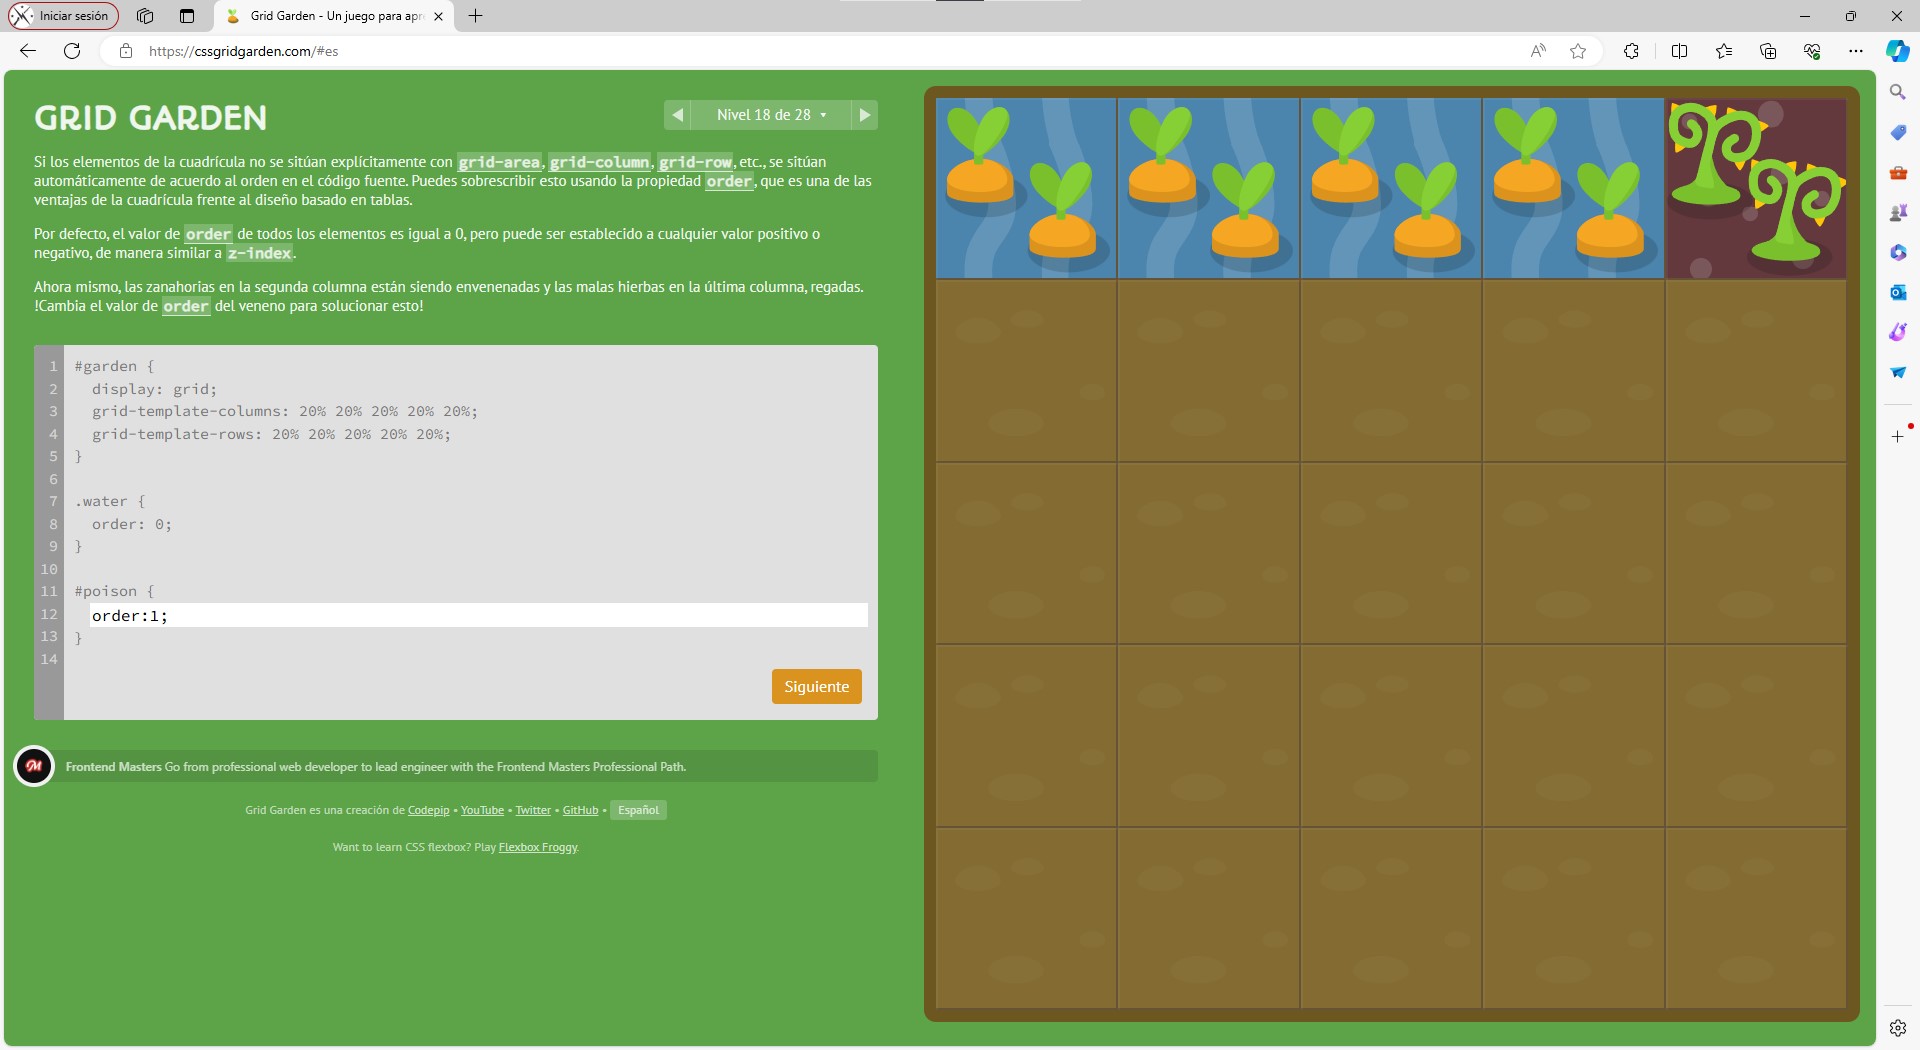 Iniciar sesión
Grid Garden - Un juego para apr
https://cssgridgarden.com/#es
GRID GARDEN
Nivel 18 de 28
Si los elementos de la cuadrícula no se sitúan explícitamente con grid-area, grid-column, grid-row, etc., se sitúan
automáticamente de acuerdo al orden en el código fuente. Puedes sobrescribir esto usando la propiedad order, que es una de las
ventajas de la cuadrícula frente al diseño basado en tablas.
Por defecto, el valor de order de todos los elementos es igual a 0, pero puede ser establecido a cualquier valor positivo o
negativo, de manera similar a z-index.
Ahora mismo, las zanahorias en la segunda columna están siendo envenenadas y las malas hierbas en la última columna, regadas.
!Cambia el valor de order del veneno para solucionar esto!
1 #garden {
2 display: grid;
3 grid-template-columns: 20% 20% 20% 20% 20%;
4 grid-template-rows: 20% 20% 20% 20% 20%;
5 }
6
7 .water {
8 order: 0;
9 }
10
11 #poison {
12 order:1;
13 }
14
Siguiente
Frontend Masters Go from professional web developer to lead engineer with the Frontend Masters Professional Path.
Grid Garden es una creación de Codepip • YouTube • Twitter • GitHub • Español
Want to learn CSS flexbox? Play Flexbox Froggy.